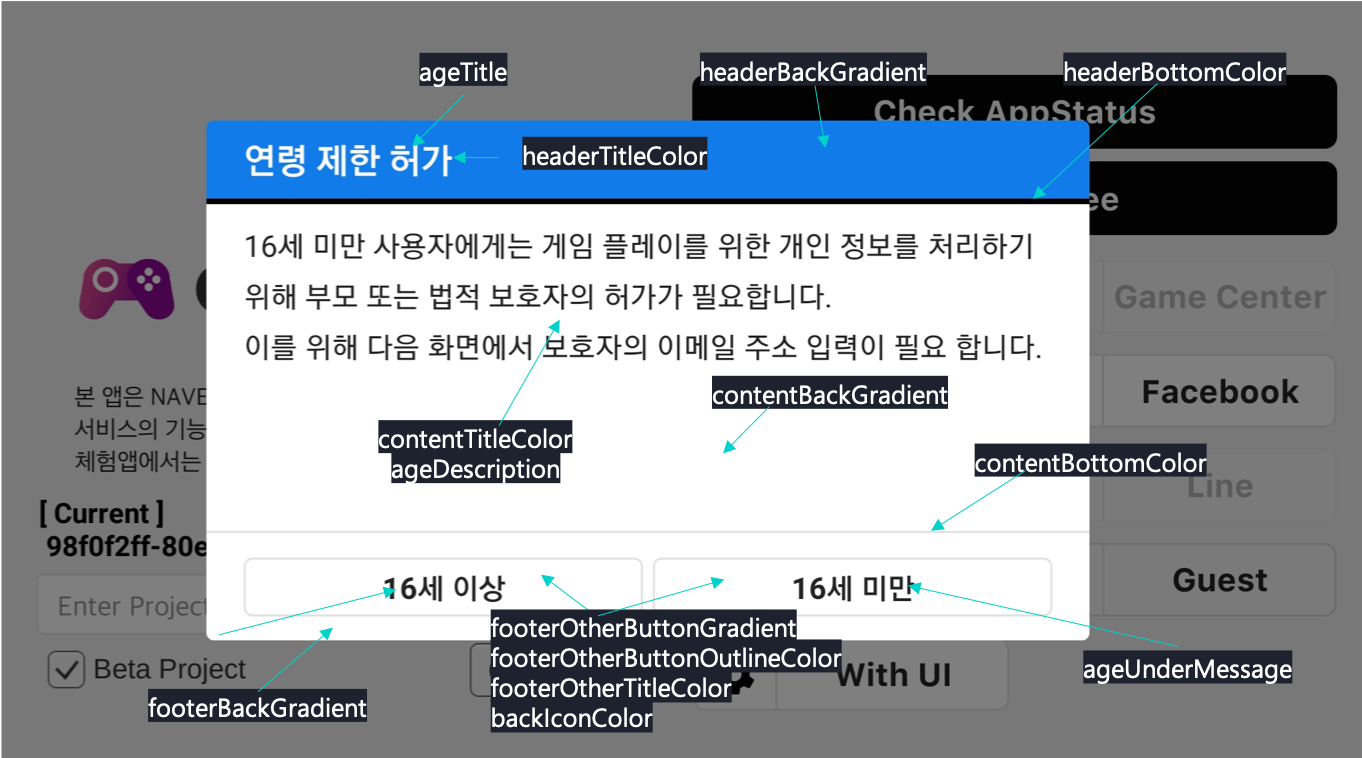 ageTitle
headerBackGradient
headerBottomColor
Check AppStatus
연령 제한 허가
headerTitleColor
ee
16세 미만 사용자에게는 게임 플레이를 위한 개인 정보를 처리하기
위해 부모 또는 법적 보호자의 허가가 필요합니다.
이를 위해 다음 화면에서 보호자의 이메일 주소 입력이 필요 합니다.
Game Center
본 앱은 NAVE
서비스의 기능
체험앱에서는
contentBackGradient
Facebook
contentTitleColor
ageDescription
contentBottomColor
Line
[ Current ]
98f0f2ff-80e
Enter Project
16세 이상
16세 미만
Guest
footerOtherButtonGradient
footerOtherButtonOutlineColor
footerOtherTitleColor
backIconColor
ageUnderMessage
Beta Project
With UI
footerBackGradient